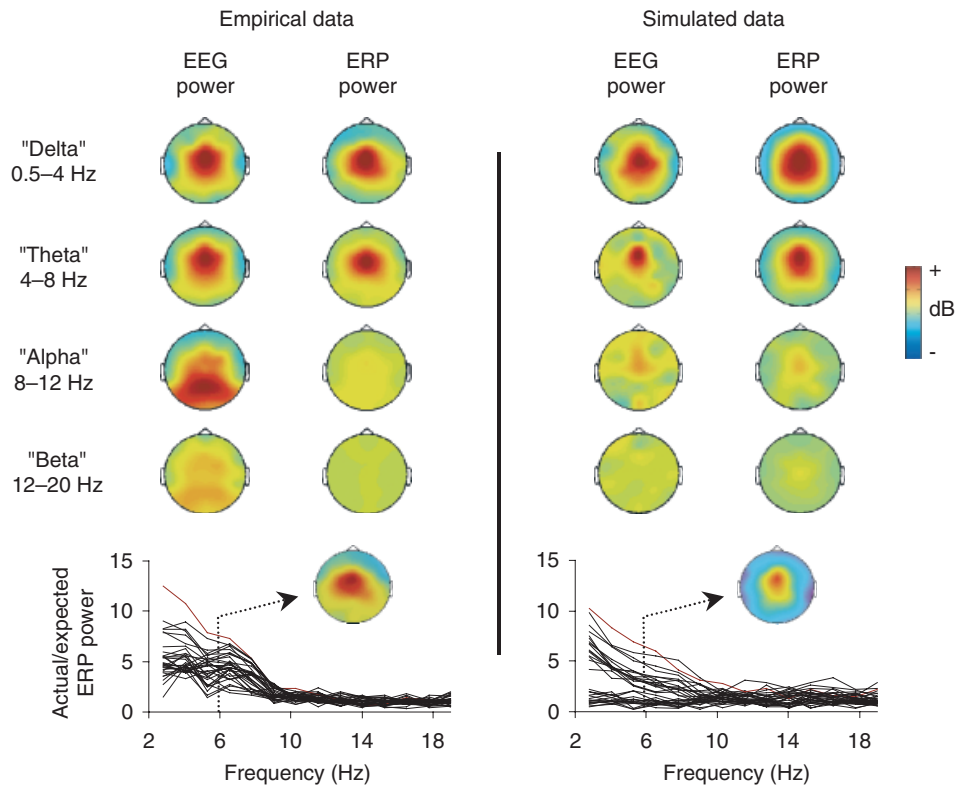 Empirical data
Simulated data
EEG
power
ERP
power
EEG
power
ERP
power
"Delta"
0.5–4 Hz
"Theta"
4–8 Hz
"Alpha"
8–12 Hz
"Beta"
12–20 Hz
+
dB
-
Actual/expected
ERP power
15
10
5
0
2
6
10
14
18
Frequency (Hz)
15
10
5
0
2
6
10
14
18
Frequency (Hz)